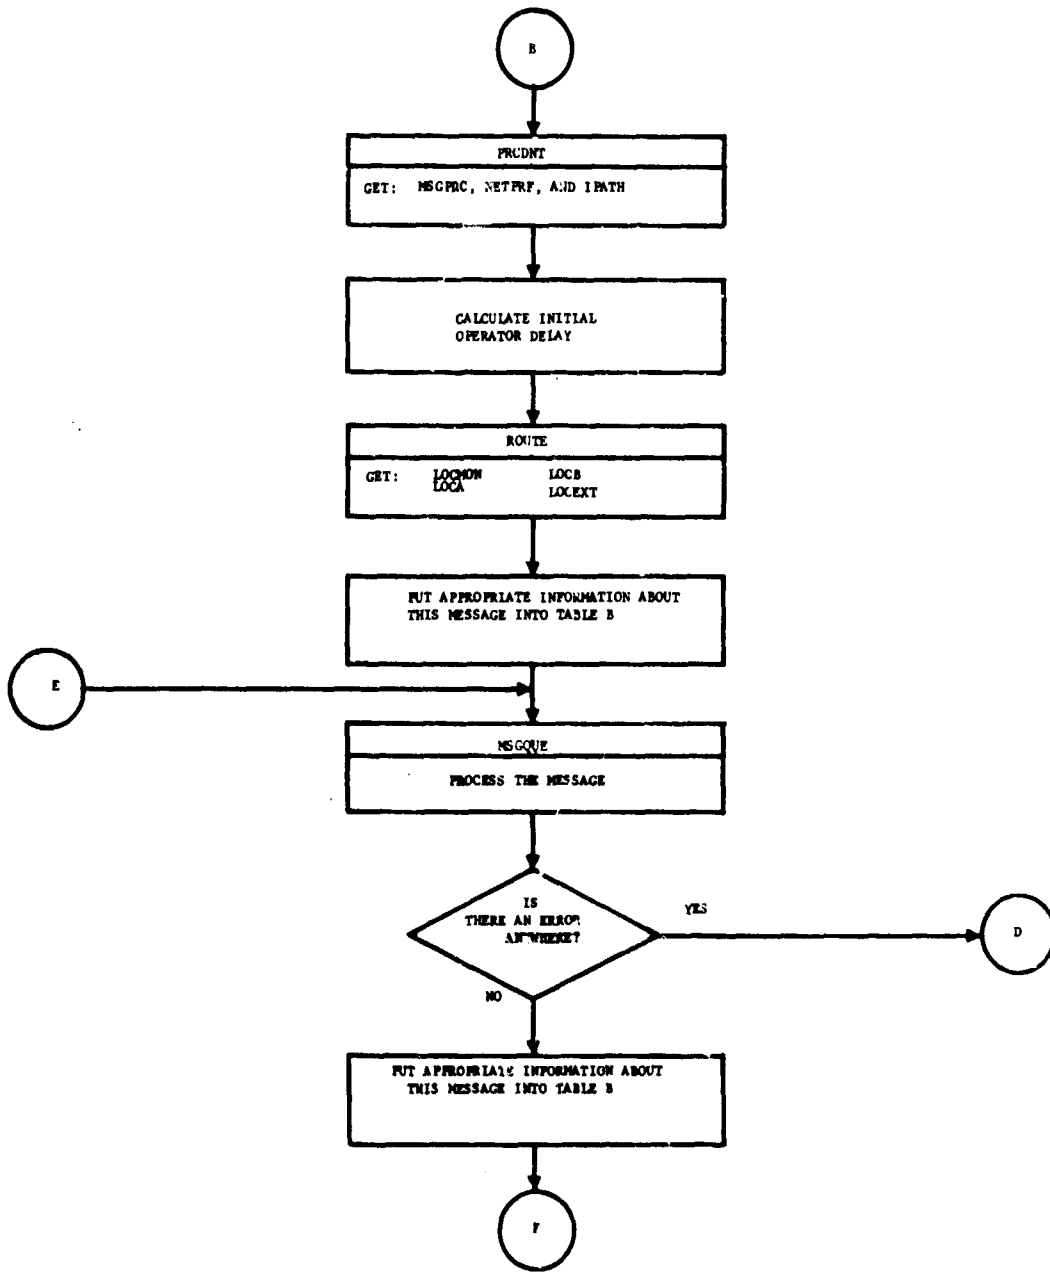 B
PRCDNT
GET: MSGPRC, NETPRF, AND IPATH
CALCULATE INITIAL
OPERATOR DELAY
ROUTE
GET: LOCMON LOCB
LOCA LOCEXT
PUT APPROPRIATE INFORMATION ABOUT
THIS MESSAGE INTO TABLE B
E
MSGQUE
PROCESS THE MESSAGE
IS
THERE AN ERROR
ANYWHERE?
YES
D
NO
PUT APPROPRIATE INFORMATION ABOUT
THIS MESSAGE INTO TABLE B
F